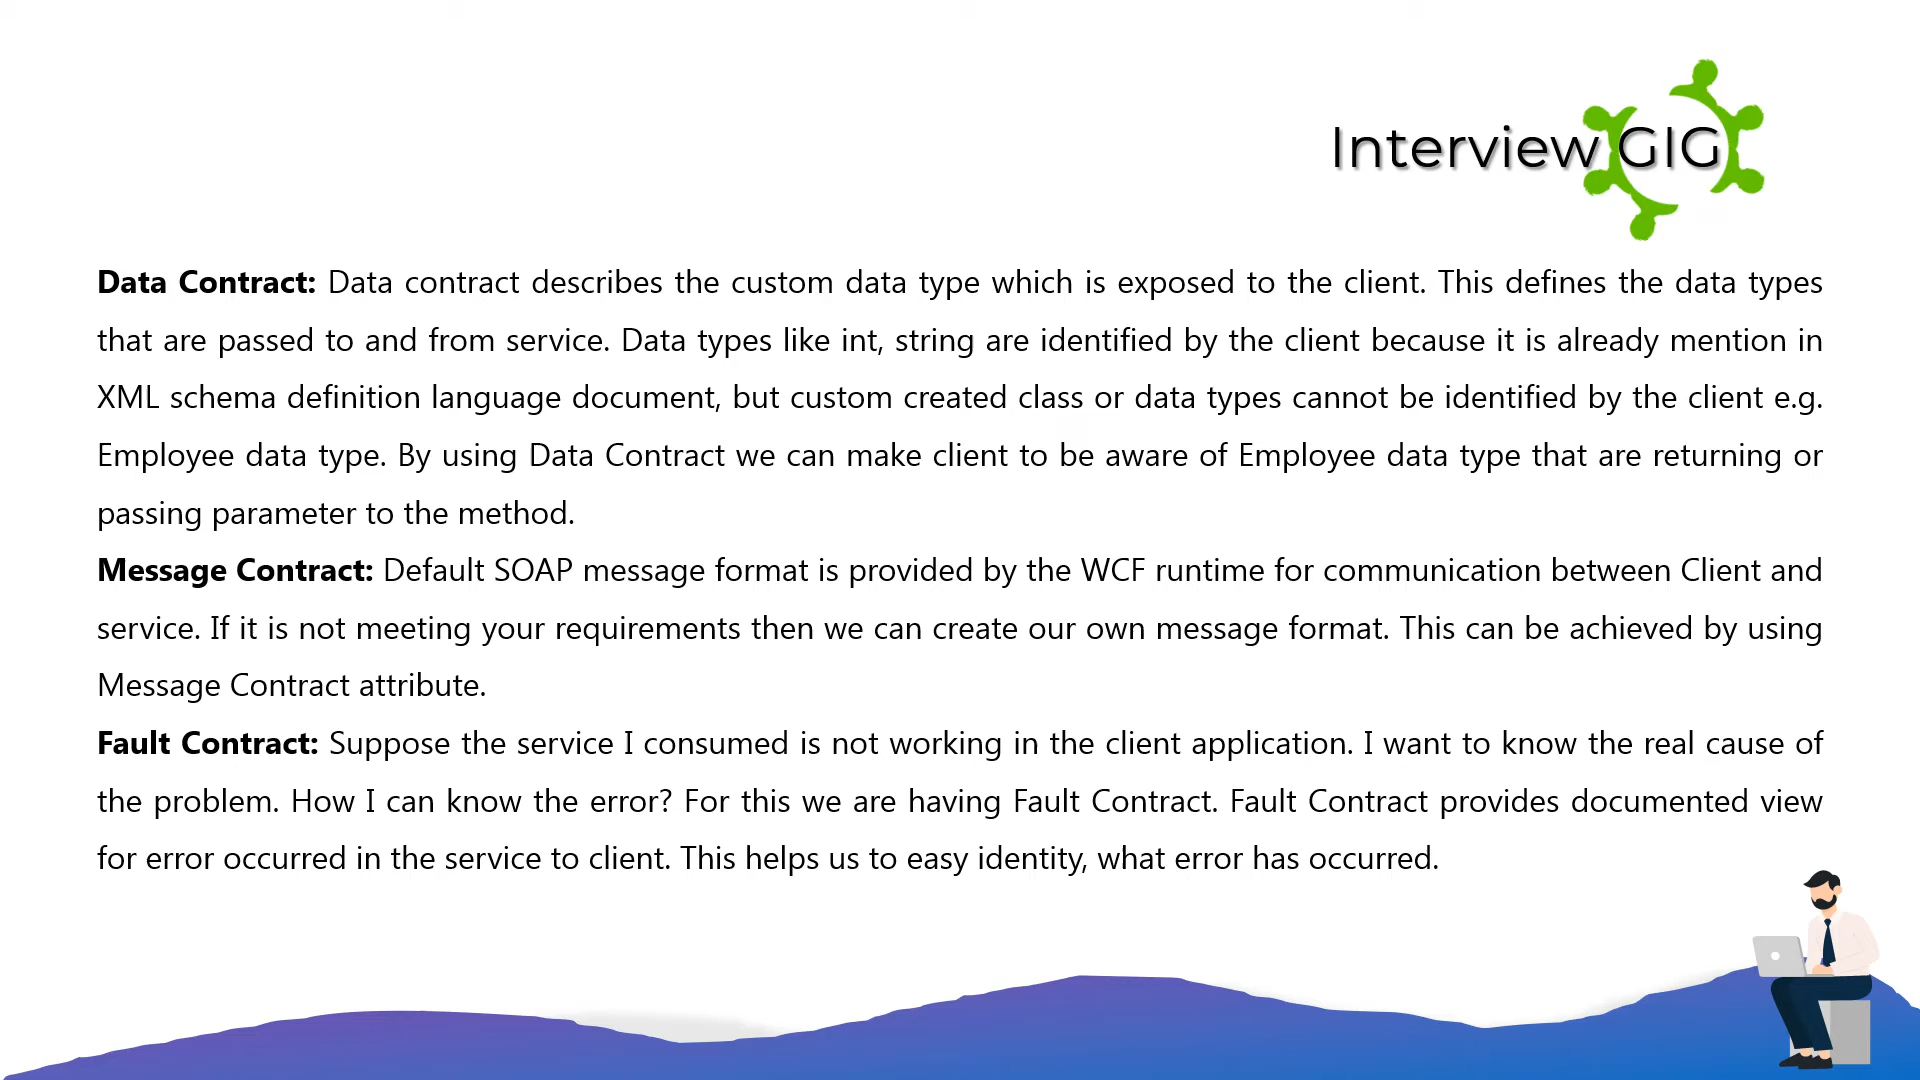 Interview GIG
Data Contract: Data contract describes the custom data type which is exposed to the client. This defines the data types
that are passed to and from service. Data types like int, string are identified by the client because it is already mention in
XML schema definition language document, but custom created class or data types cannot be identified by the client e.g.
Employee data type. By using Data Contract we can make client to be aware of Employee data type that are returning or
passing parameter to the method.
Message Contract: Default SOAP message format is provided by the WCF runtime for communication between Client and
service. If it is not meeting your requirements then we can create our own message format. This can be achieved by using
Message Contract attribute.
Fault Contract: Suppose the service I consumed is not working in the client application. I want to know the real cause of
the problem. How I can know the error? For this we are having Fault Contract. Fault Contract provides documented view
for error occurred in the service to client. This helps us to easy identity, what error has occurred.